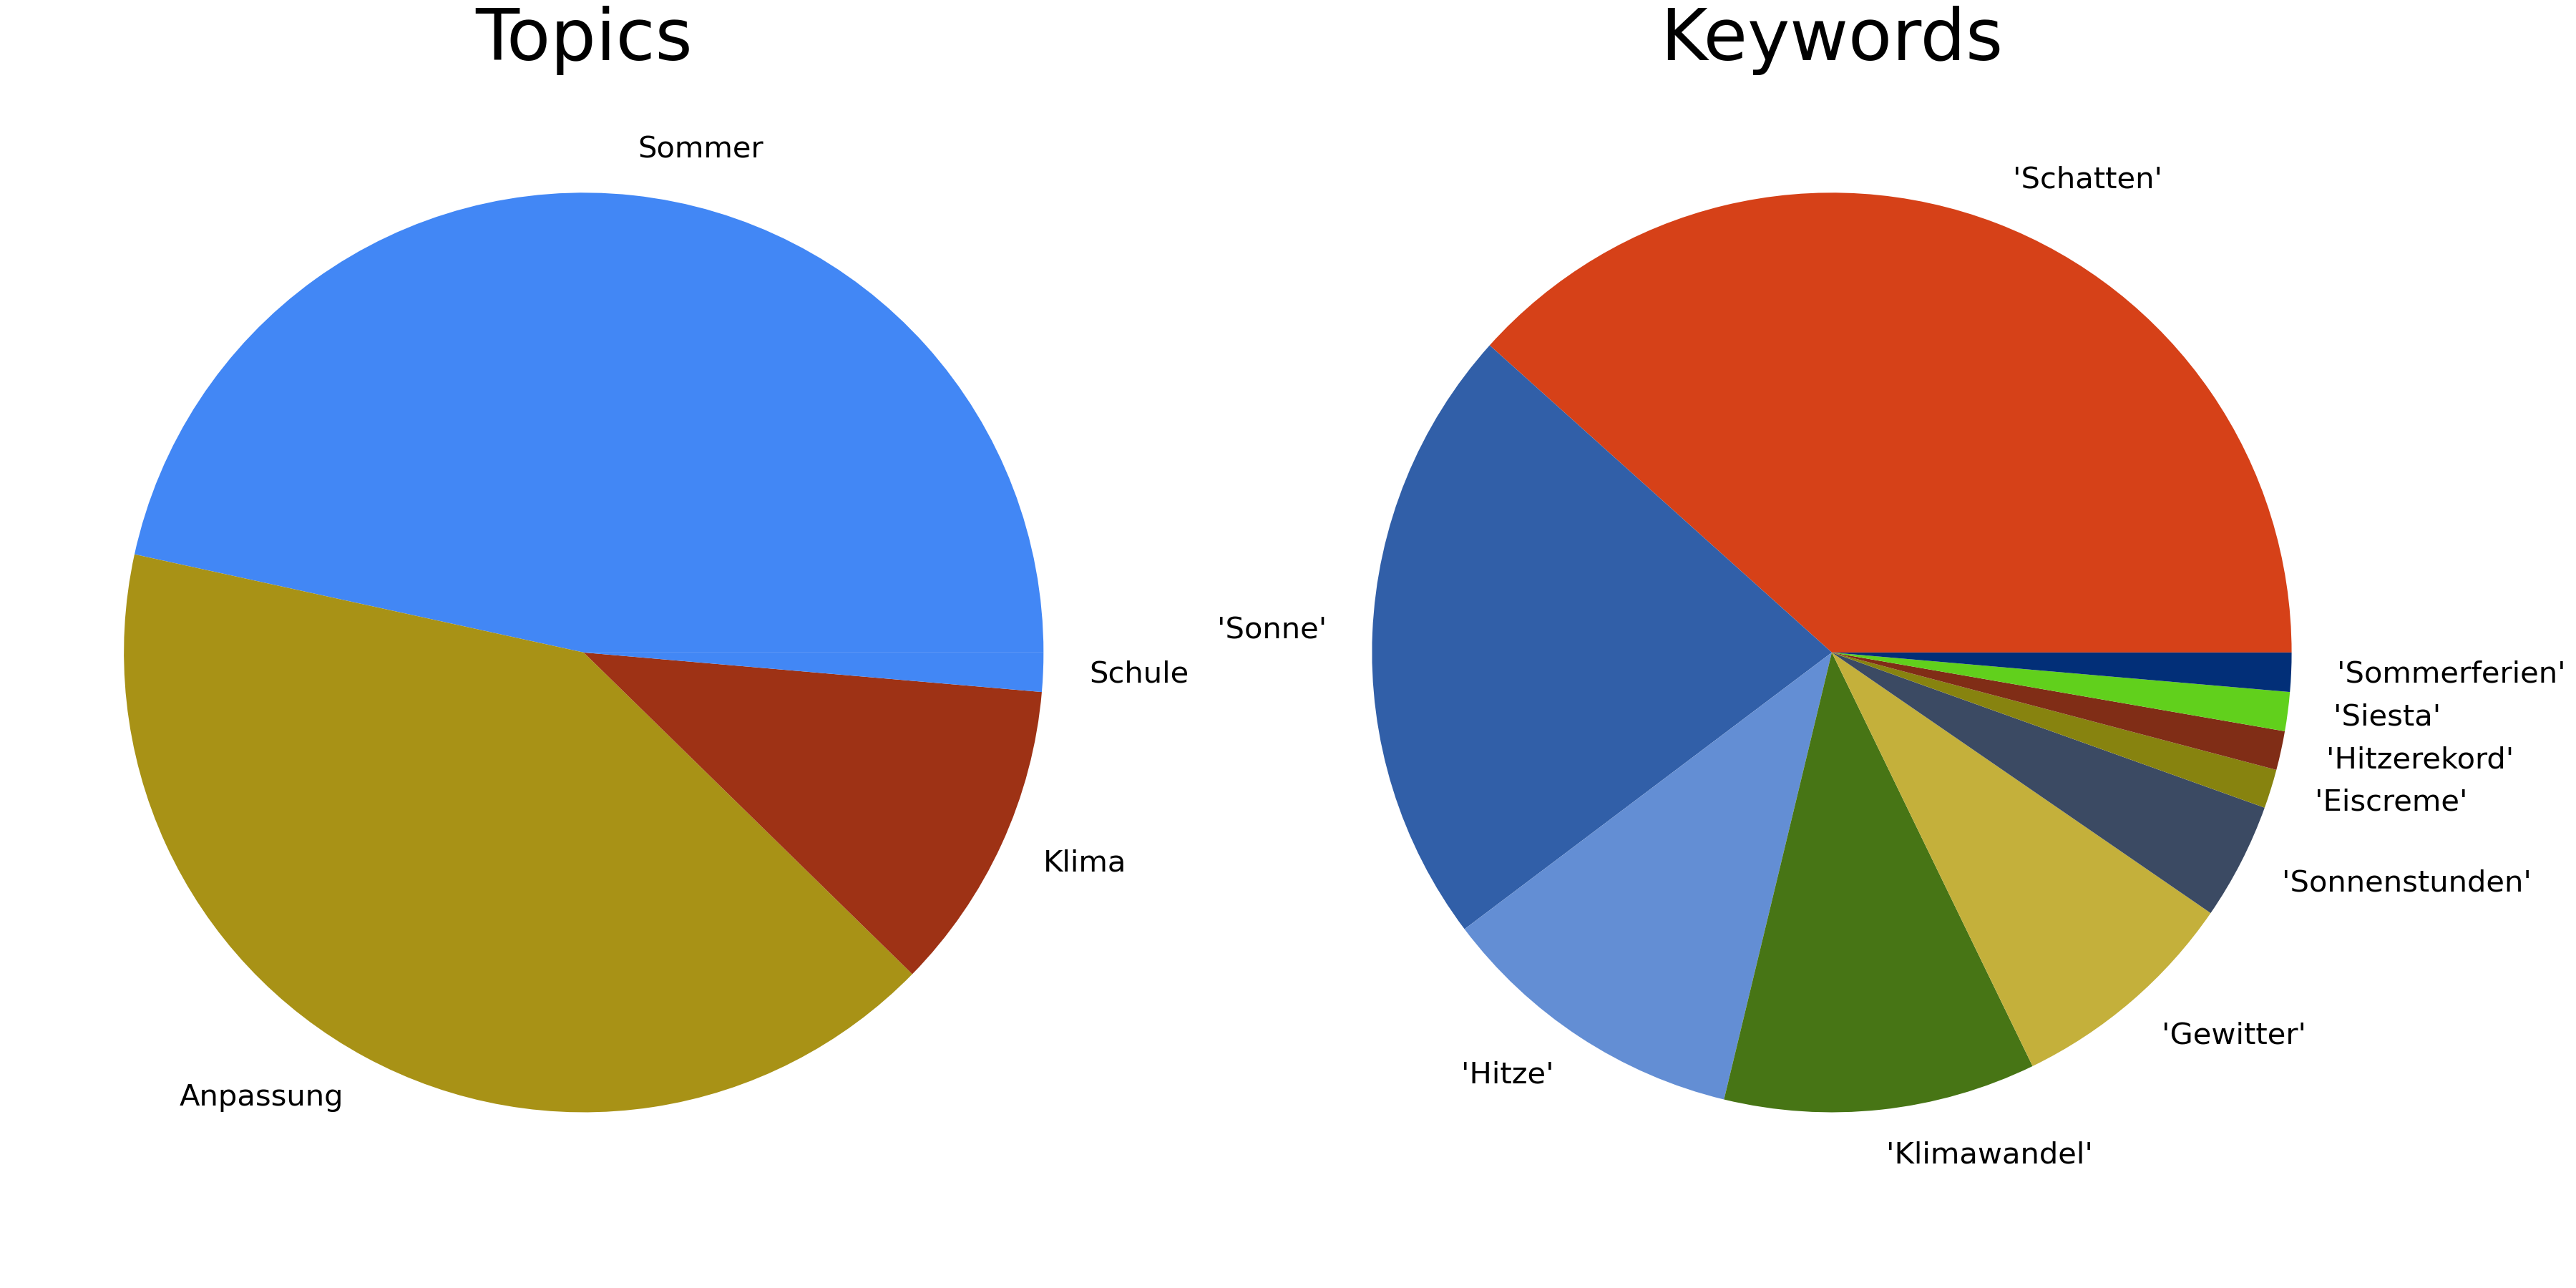 Topics
Sommer
Schule
Klima
Anpassung
Keywords
'Schatten'
'Sonne'
'Sommerferien'
'Siesta'
'Hitzerekord'
'Eiscreme'
'Sonnenstunden'
'Gewitter'
'Hitze'
'Klimawandel'